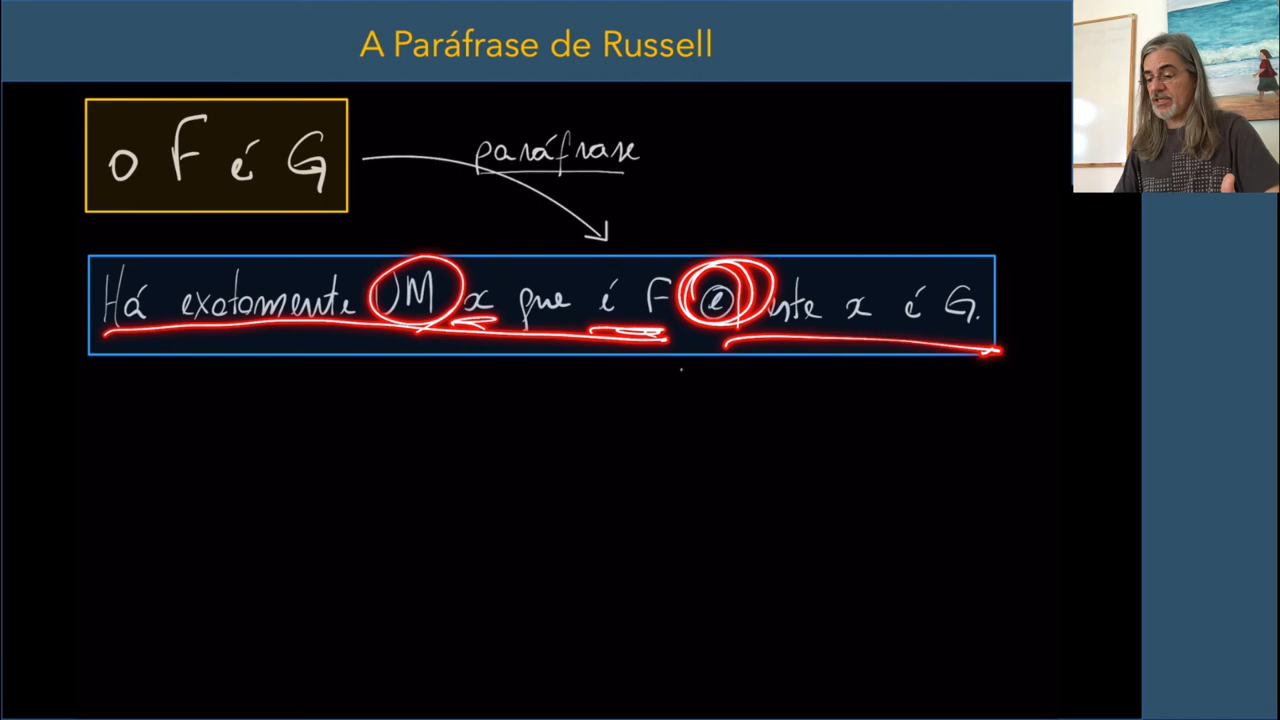 A Paráfrase de Russell
o F é G
paráfrase
Há exatamente UM x que é F e este x é G.